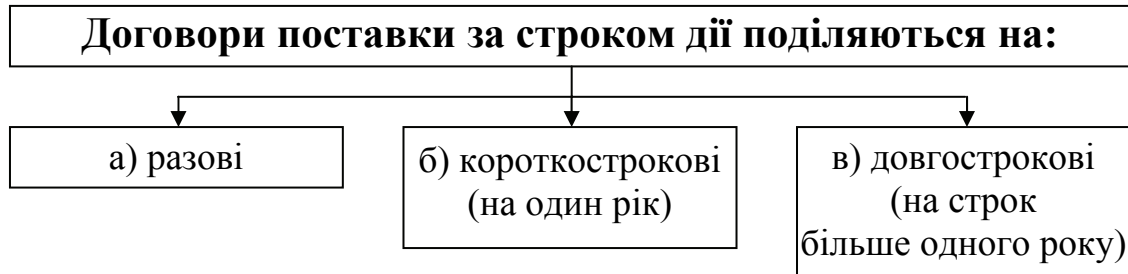 Договори поставки за строком дії поділяються на:
а) разові
б) короткострокові
(на один рік)
в) довгострокові
(на строк
більше одного року)